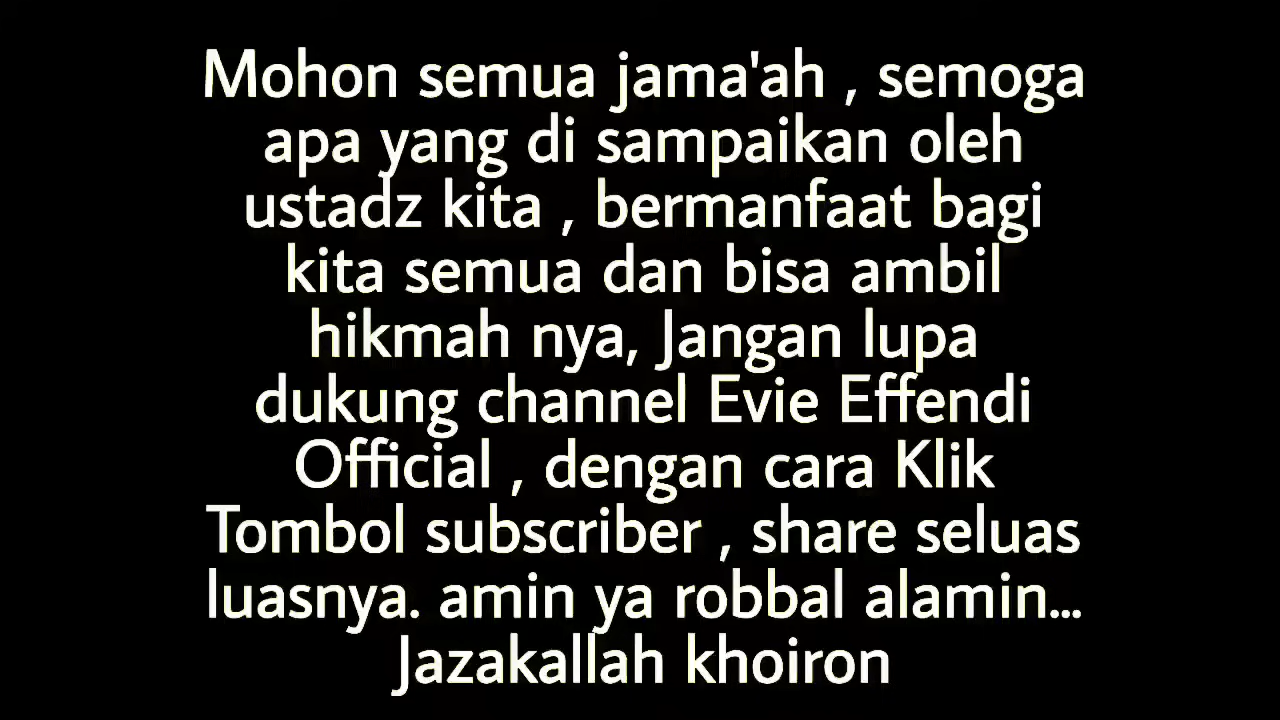 Mohon semua jama'ah , semoga
apa yang di sampaikan oleh
ustadz kita , bermanfaat bagi
kita semua dan bisa ambil
hikmah nya, Jangan lupa
dukung channel Evie Effendi
Official , dengan cara Klik
Tombol subscriber , share seluas
luasnya. amin ya robbal alamin...
Jazakallah khoiron